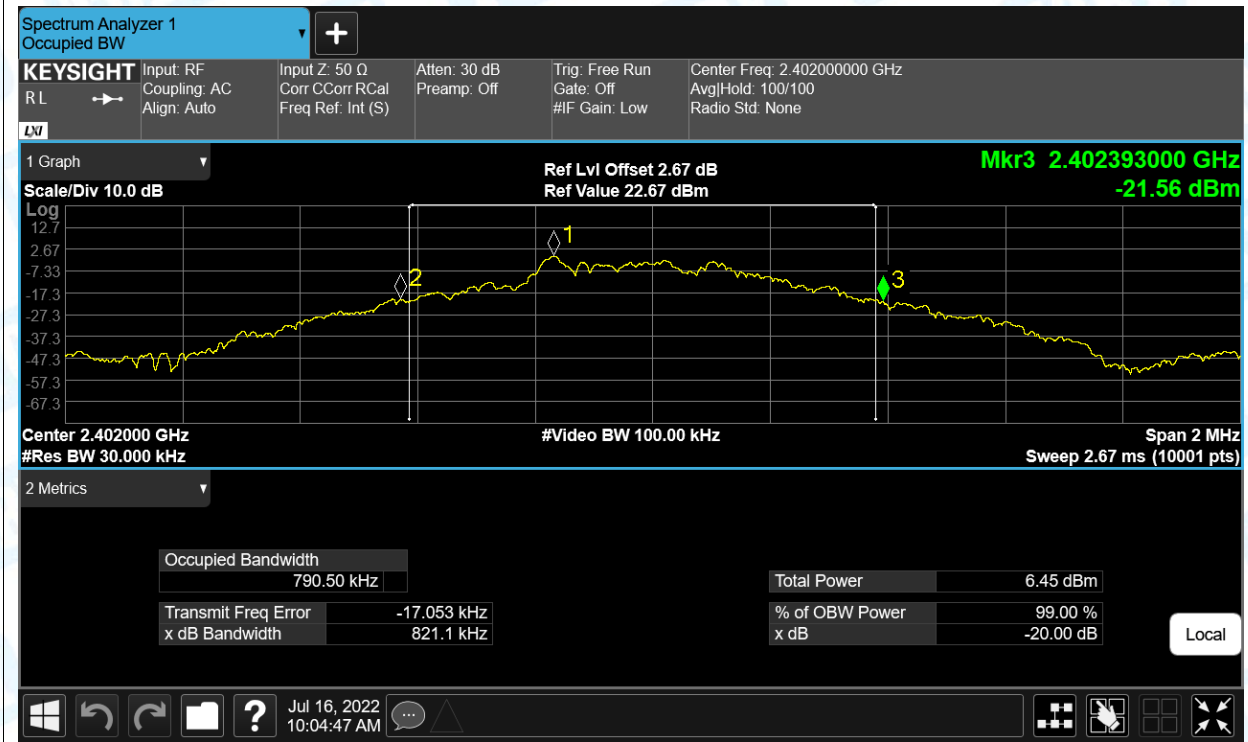 Spectrum Analyzer 1
Occupied BW
KEYSIGHT
R L
LXI
Input: RF
Coupling: AC
Align: Auto
Input Z: 50 Ω
Corr CCorr RCal
Freq Ref: Int (S)
Atten: 30 dB
Preamp: Off
Trig: Free Run
Gate: Off
#IF Gain: Low
Center Freq: 2.402000000 GHz
Avg|Hold: 100/100
Radio Std: None
1 Graph
Scale/Div 10.0 dB
Ref Lvl Offset 2.67 dB
Ref Value 22.67 dBm
Mkr3 2.402393000 GHz
-21.56 dBm
Log
12.7
2.67
-7.33
-17.3
-27.3
-37.3
-47.3
-57.3
-67.3
1
2
3
Center 2.402000 GHz
#Res BW 30.000 kHz
#Video BW 100.00 kHz
Span 2 MHz
Sweep 2.67 ms (10001 pts)
2 Metrics
Occupied Bandwidth
790.50 kHz
Transmit Freq Error -17.053 kHz
x dB Bandwidth 821.1 kHz
Total Power 6.45 dBm
% of OBW Power 99.00 %
x dB -20.00 dB
Local
?
Jul 16, 2022
10:04:47 AM